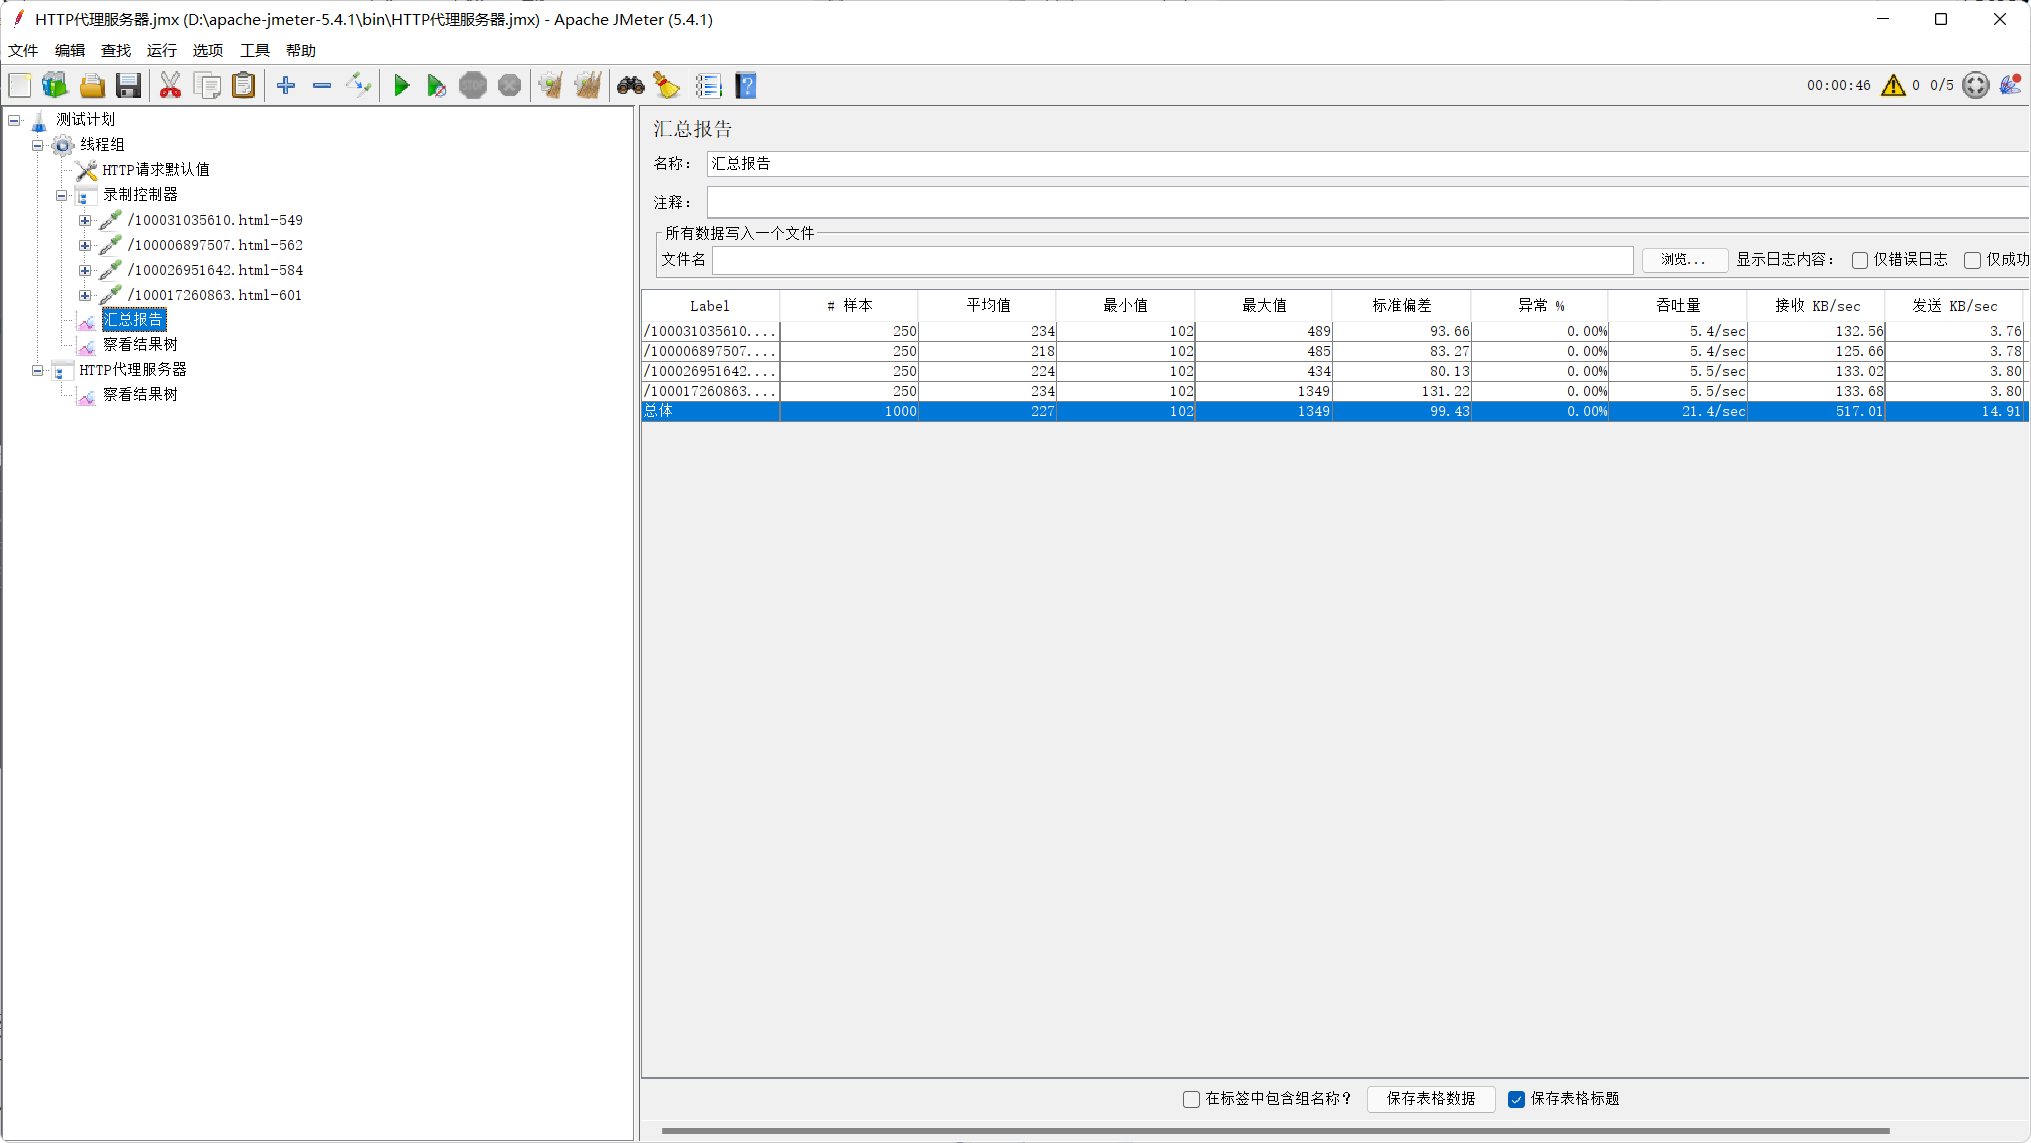 HTTP代理服务器.jmx (D:\apache-jmeter-5.4.1\bin\HTTP代理服务器.jmx) - Apache JMeter (5.4.1)
文件 编辑 查找 运行 选项 工具 帮助
STOP
00:00:46 0 0/5
测试计划
线程组
HTTP请求默认值
录制控制器
/100031035610.html-549
/100006897507.html-562
/100026951642.html-584
/100017260863.html-601
汇总报告
察看结果树
HTTP代理服务器
察看结果树
汇总报告
名称： 汇总报告
注释：
所有数据写入一个文件
文件名 浏览... 显示日志内容： 仅错误日志 仅成功
Label # 样本 平均值 最小值 最大值 标准偏差 异常 % 吞吐量 接收 KB/sec 发送 KB/sec
/100031035610.... 250 234 102 489 93.66 0.00% 5.4/sec 132.56 3.76
/100006897507.... 250 218 102 485 83.27 0.00% 5.4/sec 125.66 3.78
/100026951642.... 250 224 102 434 80.13 0.00% 5.5/sec 133.02 3.80
/100017260863.... 250 234 102 1349 131.22 0.00% 5.5/sec 133.68 3.80
总体 1000 227 102 1349 99.43 0.00% 21.4/sec 517.01 14.91
在标签中包含组名称？ 保存表格数据 保存表格标题